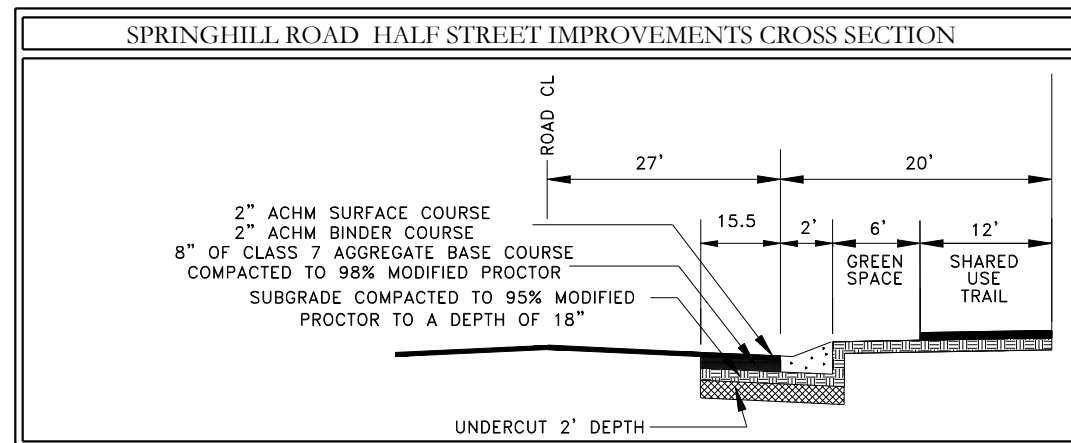 SPRINGHILL ROAD HALF STREET IMPROVEMENTS CROSS SECTION
ROAD CL
27’
20’
2” ACHM SURFACE COURSE
2” ACHM BINDER COURSE
8” OF CLASS 7 AGGREGATE BASE COURSE
COMPACTED TO 98% MODIFIED PROCTOR
SUBGRADE COMPACTED TO 95% MODIFIED
PROCTOR TO A DEPTH OF 18”
15.5
2’
6’
GREEN
SPACE
12’
SHARED
USE
TRAIL
UNDERCUT 2’ DEPTH